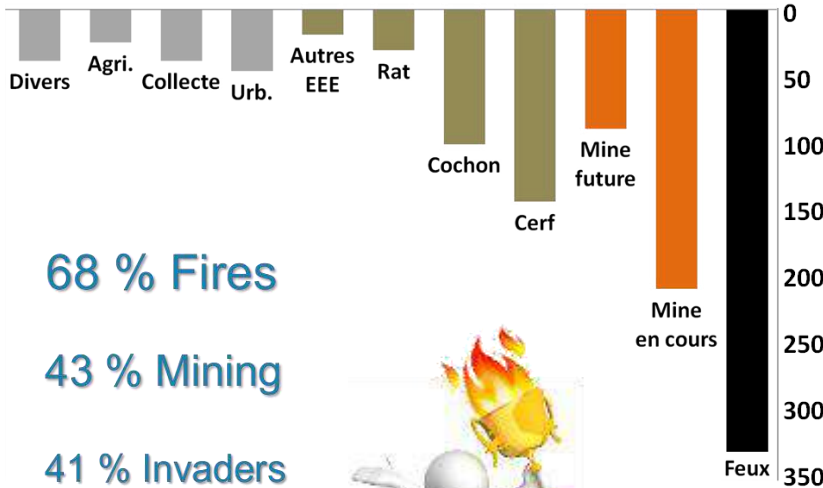 Divers
Agri.
Collecte
Urb.
Autres
EEE
Rat
Cochon
Cerf
Mine
future
Mine
en cours
Feux
0
50
100
150
200
250
300
350
68 % Fires
43 % Mining
41 % Invaders